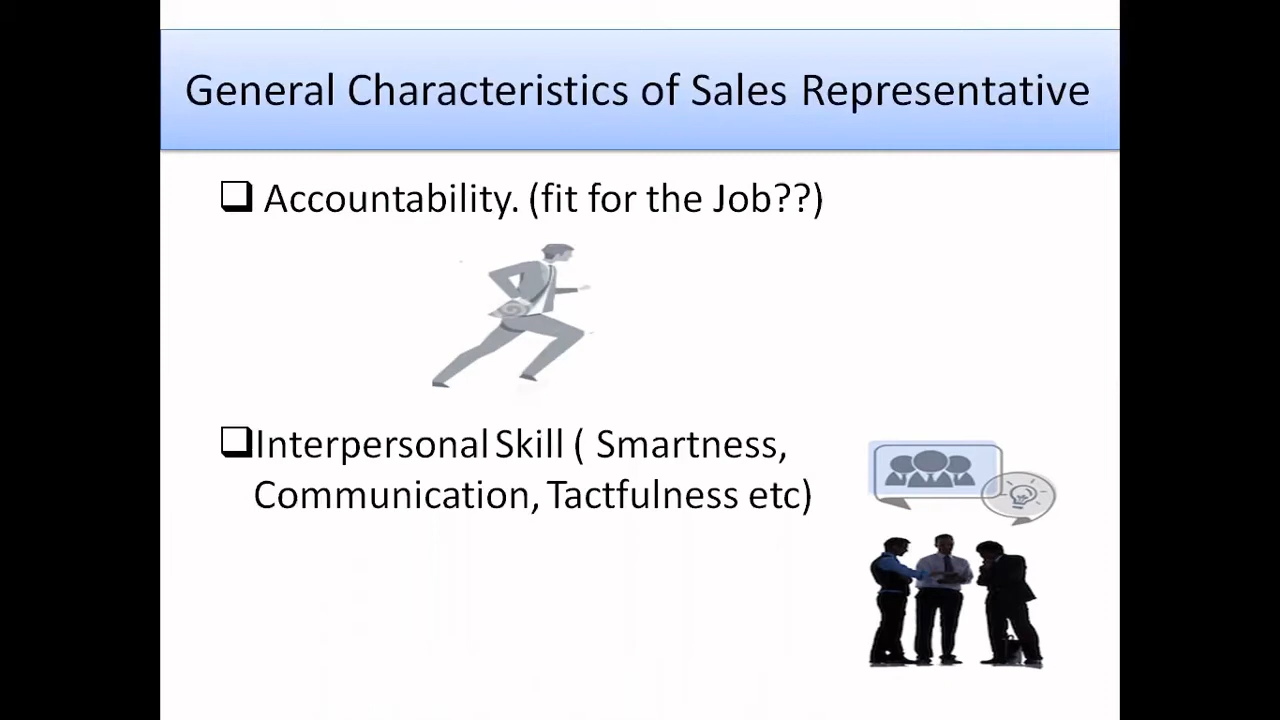 General Characteristics of Sales Representative
Accountability. (fit for the Job??)
Interpersonal Skill ( Smartness,
Communication, Tactfulness etc)